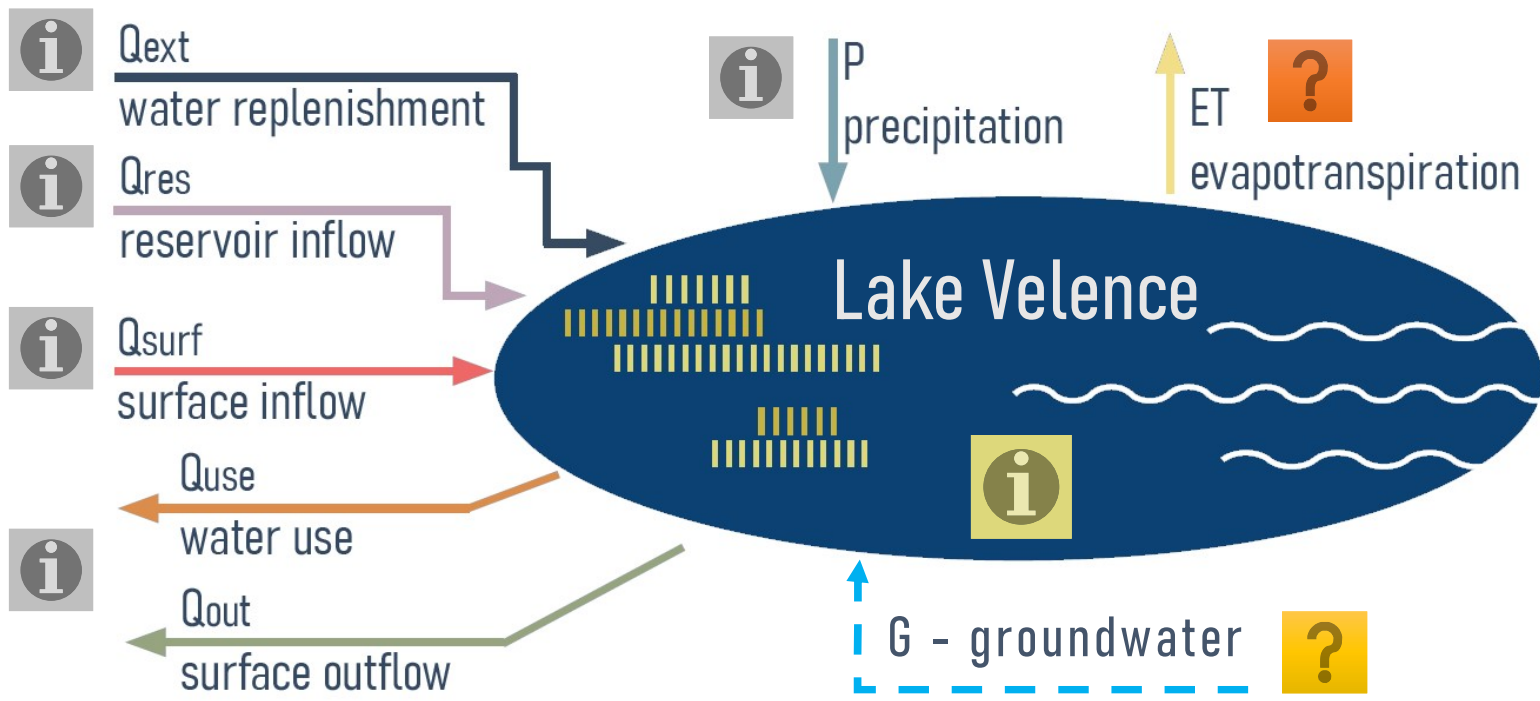 Qext
water replenishment
Qres
reservoir inflow
Qsurf
surface inflow
Quse
water use
Qout
surface outflow
P
precipitation
ET
evapotranspiration
?
Lake Velence
G - groundwater
?
i
i
i
i
i
i